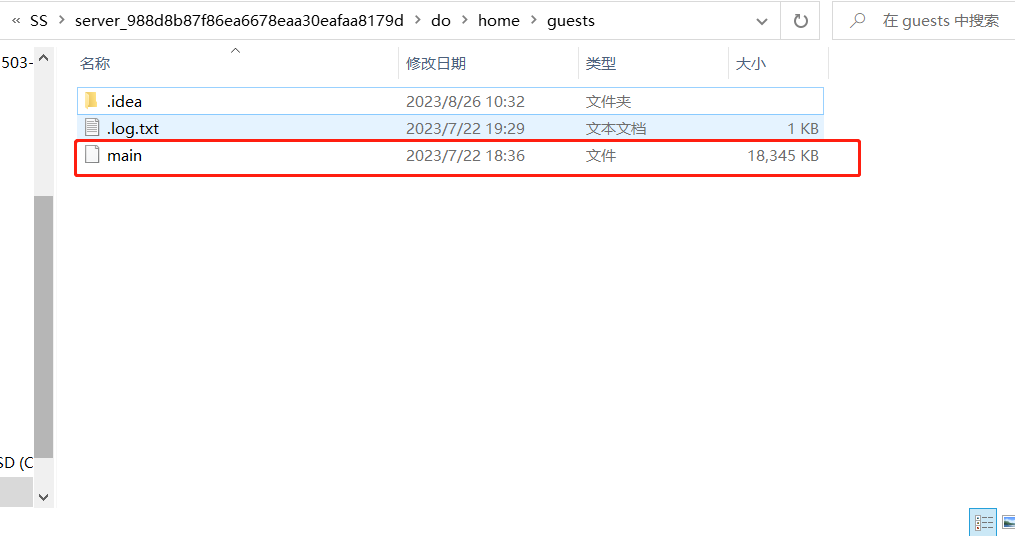 « SS > server_988d8b87f86ea6678eaa30eafaa8179d > do > home > guests 在 guests 中搜索
503- 名称 修改日期 类型 大小
.idea 2023/8/26 10:32 文件夹
.log.txt 2023/7/22 19:29 文本文档 1 KB
main 2023/7/22 18:36 文件 18,345 KB
SD (C